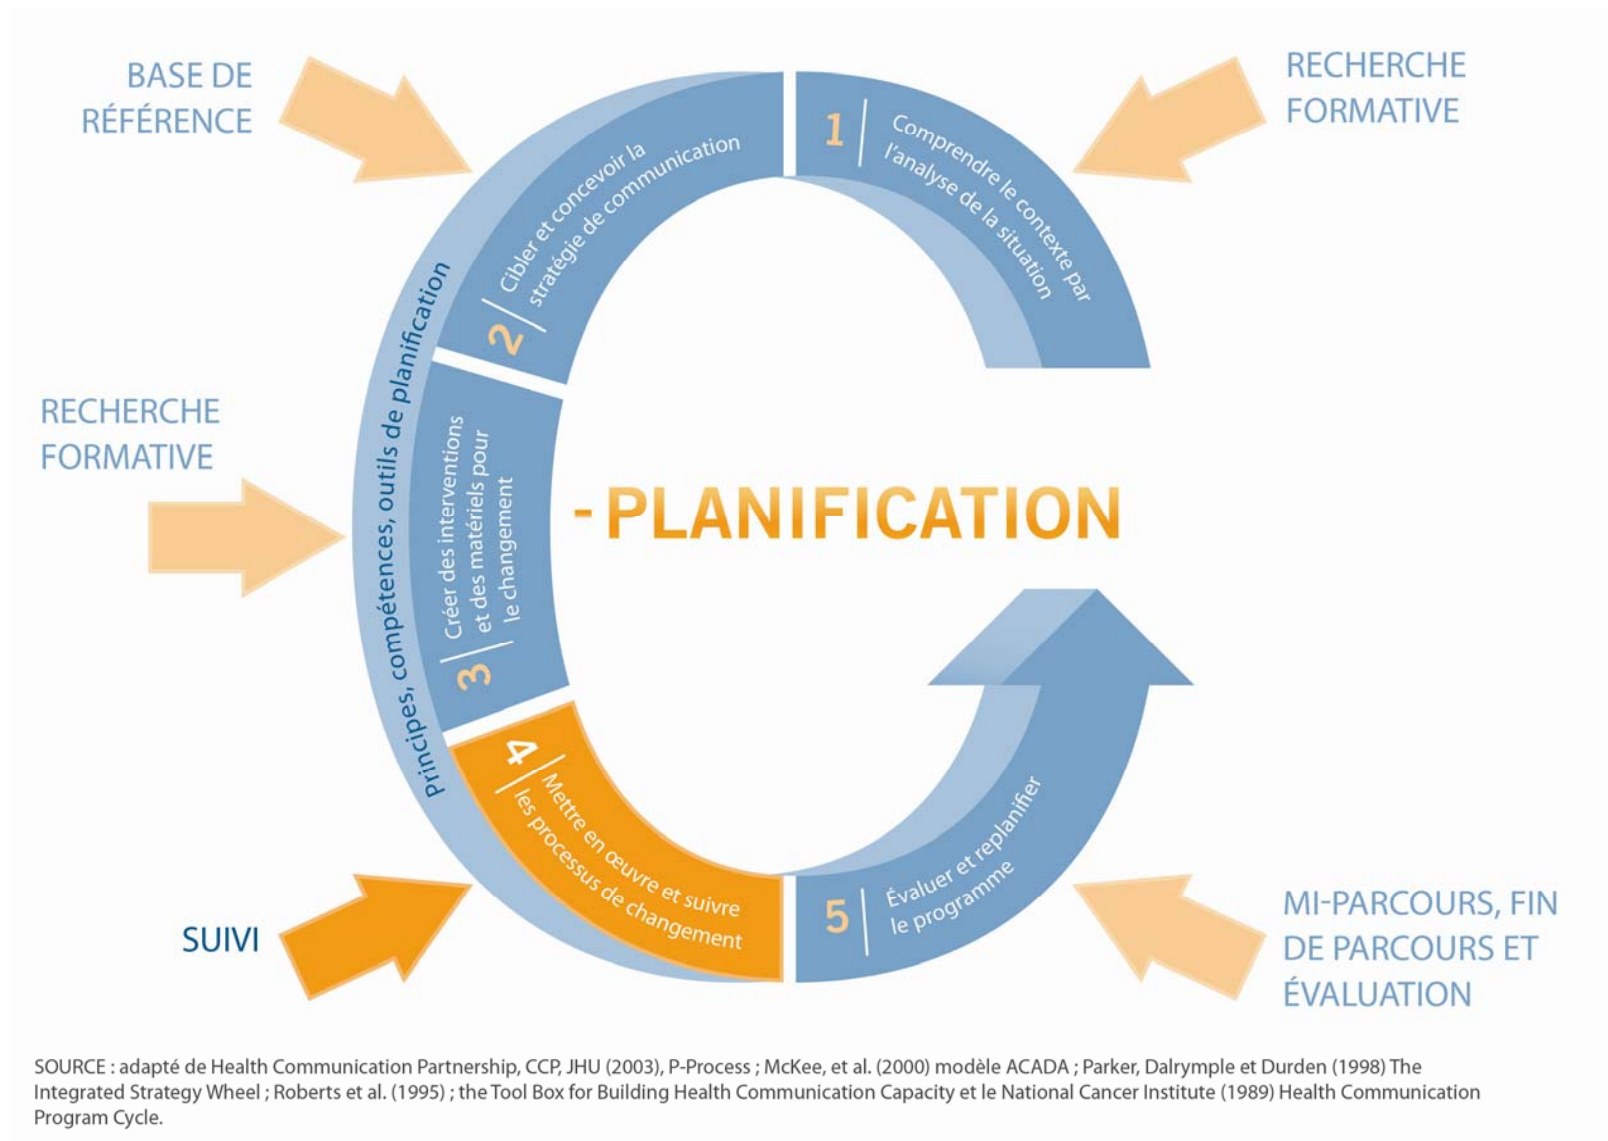 BASE DE
RÉFÉRENCE
RECHERCHE
FORMATIVE
1
Comprendre le contexte par
l'analyse de la situation
2
Cibler et concevoir la
stratégie de communication
Principes, compétences, outils de planification
RECHERCHE
FORMATIVE
3
Créer des interventions
et des matériels pour
le changement
- PLANIFICATION
4
Mettre en œuvre et suivre
les processus de changement
SUIVI
5
Évaluer et replanifier
le programme
MI-PARCOURS, FIN
DE PARCOURS ET
ÉVALUATION
SOURCE : adapté de Health Communication Partnership, CCP, JHU (2003), P-Process ; McKee, et al. (2000) modèle ACADA ; Parker, Dalrymple et Durden (1998) The
Integrated Strategy Wheel ; Roberts et al. (1995) ; the Tool Box for Building Health Communication Capacity et le National Cancer Institute (1989) Health Communication
Program Cycle.